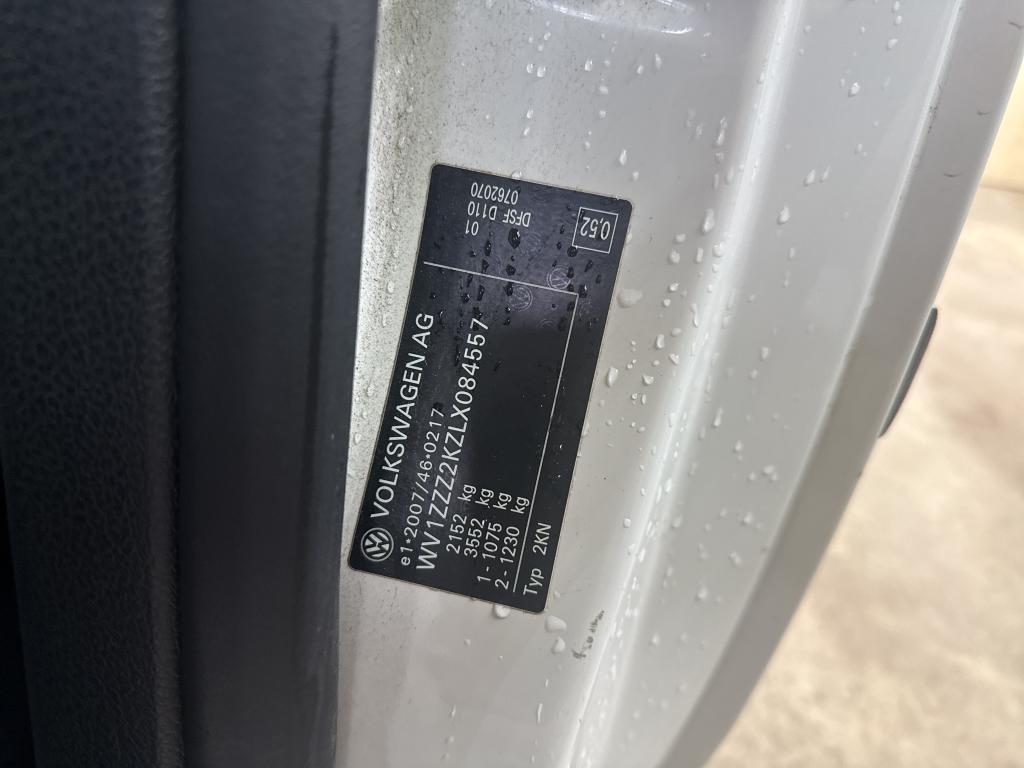 VOLKSWAGEN AG
e1*2007/46*0217
WV1ZZZ2KZLX084557
2152 kg
3552 kg
1- 1075 kg
2- 1230 kg
Typ 2KN
01
DFSF D110
0762070
0.52